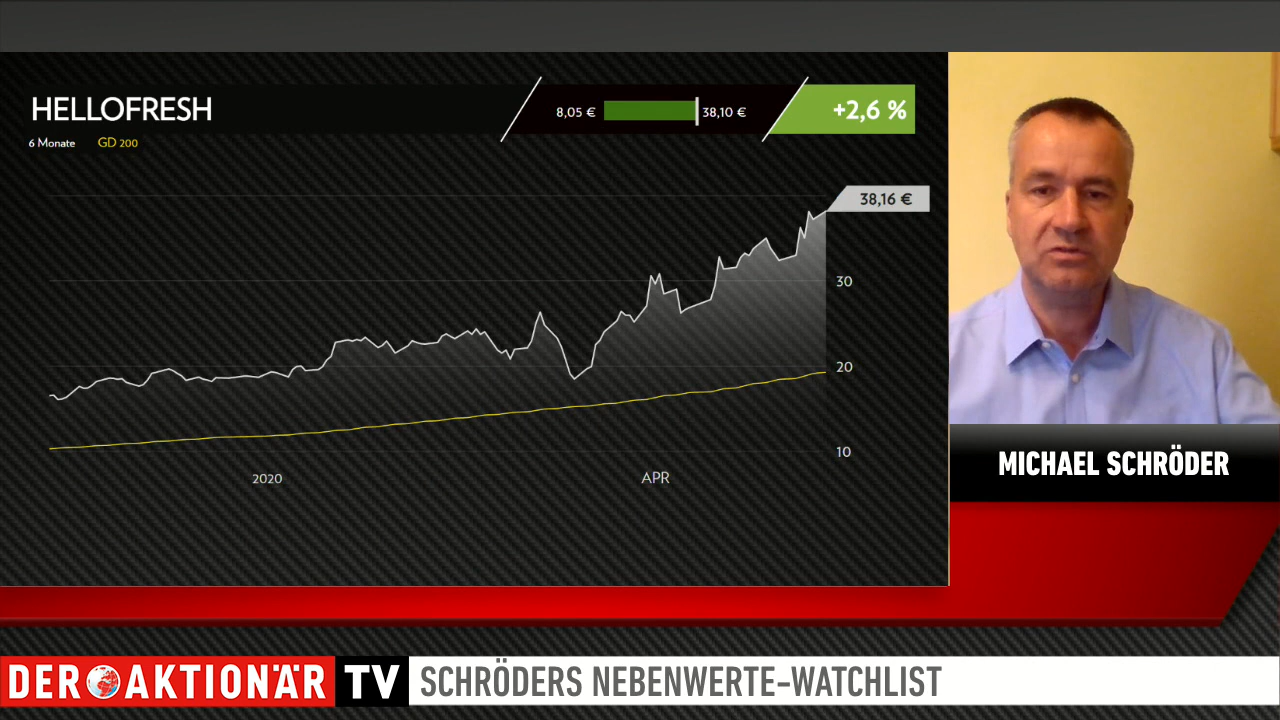 HELLOFRESH
8,05 € 38,10 €
+2,6 %
6 Monate GD 200
38,16 €
30
20
10
2020 APR
MICHAEL SCHRÖDER
DER AKTIONÄR TV
SCHRÖDERS NEBENWERTE-WATCHLIST